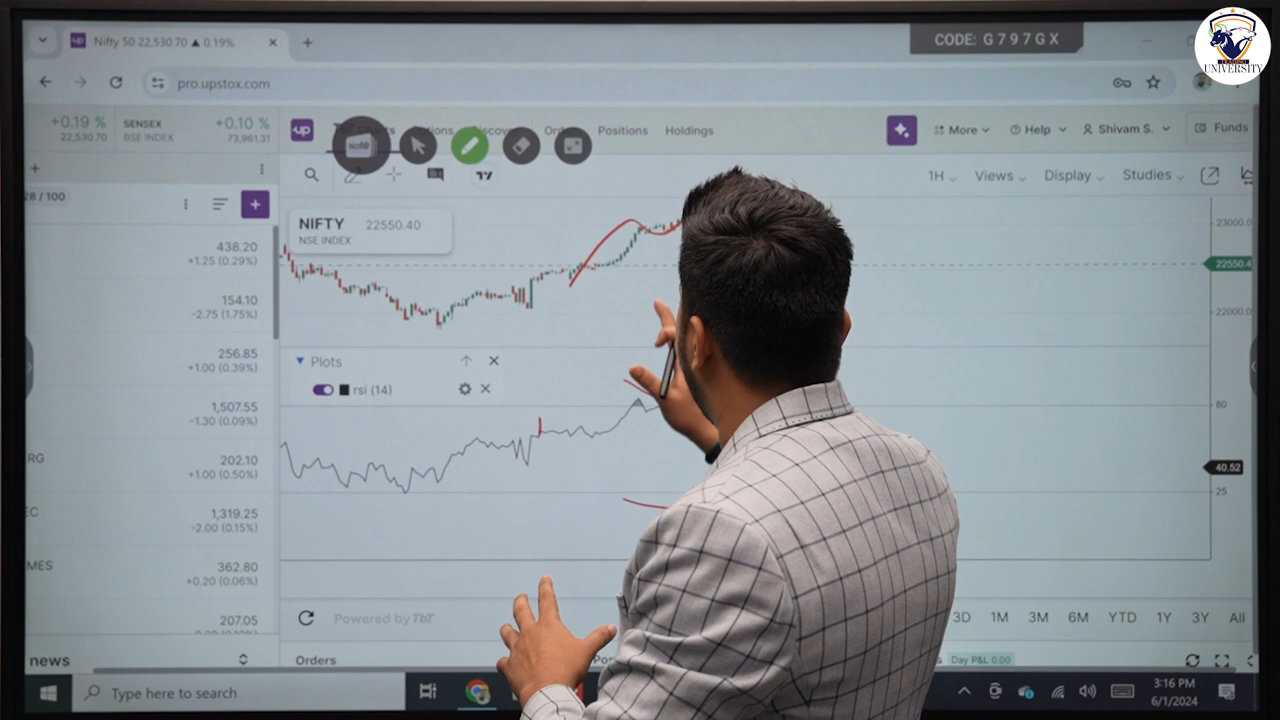 Nifty 50 22,530.70 ▲ 0.19%
CODE: G797GX
UNIVERSITY
pro.upstox.com
+0.19 %
22,530.70
SENSEX
BSE INDEX
+0.10 %
73,961.31
up
Positions
Holdings
More
Help
Shivam S.
Funds
1H
Views
Display
Studies
28 / 100
NIFTY 22550.40
NSE INDEX
23000.0
22550.4
22000.0
438.20
+1.25 (0.29%)
154.10
-2.75 (1.75%)
256.85
+1.00 (0.39%)
1,507.55
-1.30 (0.09%)
RG
202.10
+1.00 (0.50%)
EC
1,319.25
-2.00 (0.15%)
MES
362.80
+0.20 (0.06%)
207.05
Plots
rsi (14)
80
40.52
25
Powered by TbT
3D 1M 3M 6M YTD 1Y 3Y All
news
Orders
Day P&L 0.00
Type here to search
3:16 PM
6/1/2024